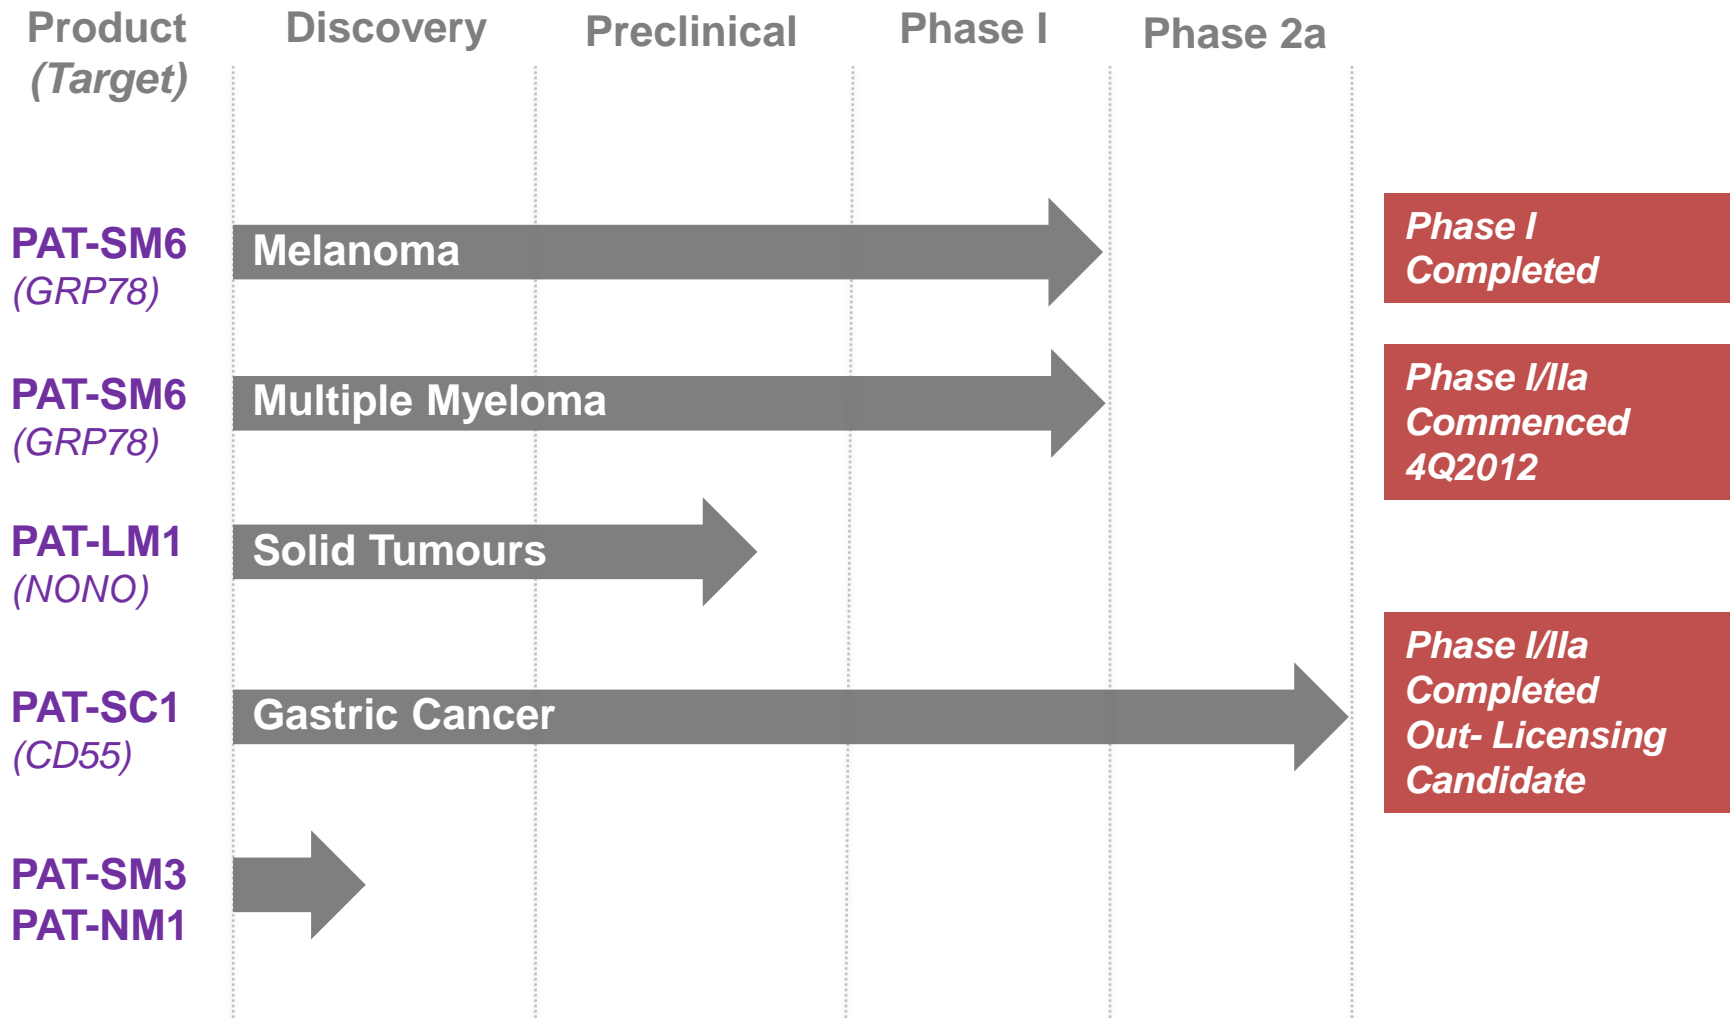 Product
(Target)
Discovery
Preclinical
Phase I
Phase 2a
PAT-SM6
(GRP78)
Melanoma
Phase I
Completed
PAT-SM6
(GRP78)
Multiple Myeloma
Phase I/IIa
Commenced
4Q2012
PAT-LM1
(NONO)
Solid Tumours
PAT-SC1
(CD55)
Gastric Cancer
Phase I/IIa
Completed
Out- Licensing
Candidate
PAT-SM3
PAT-NM1